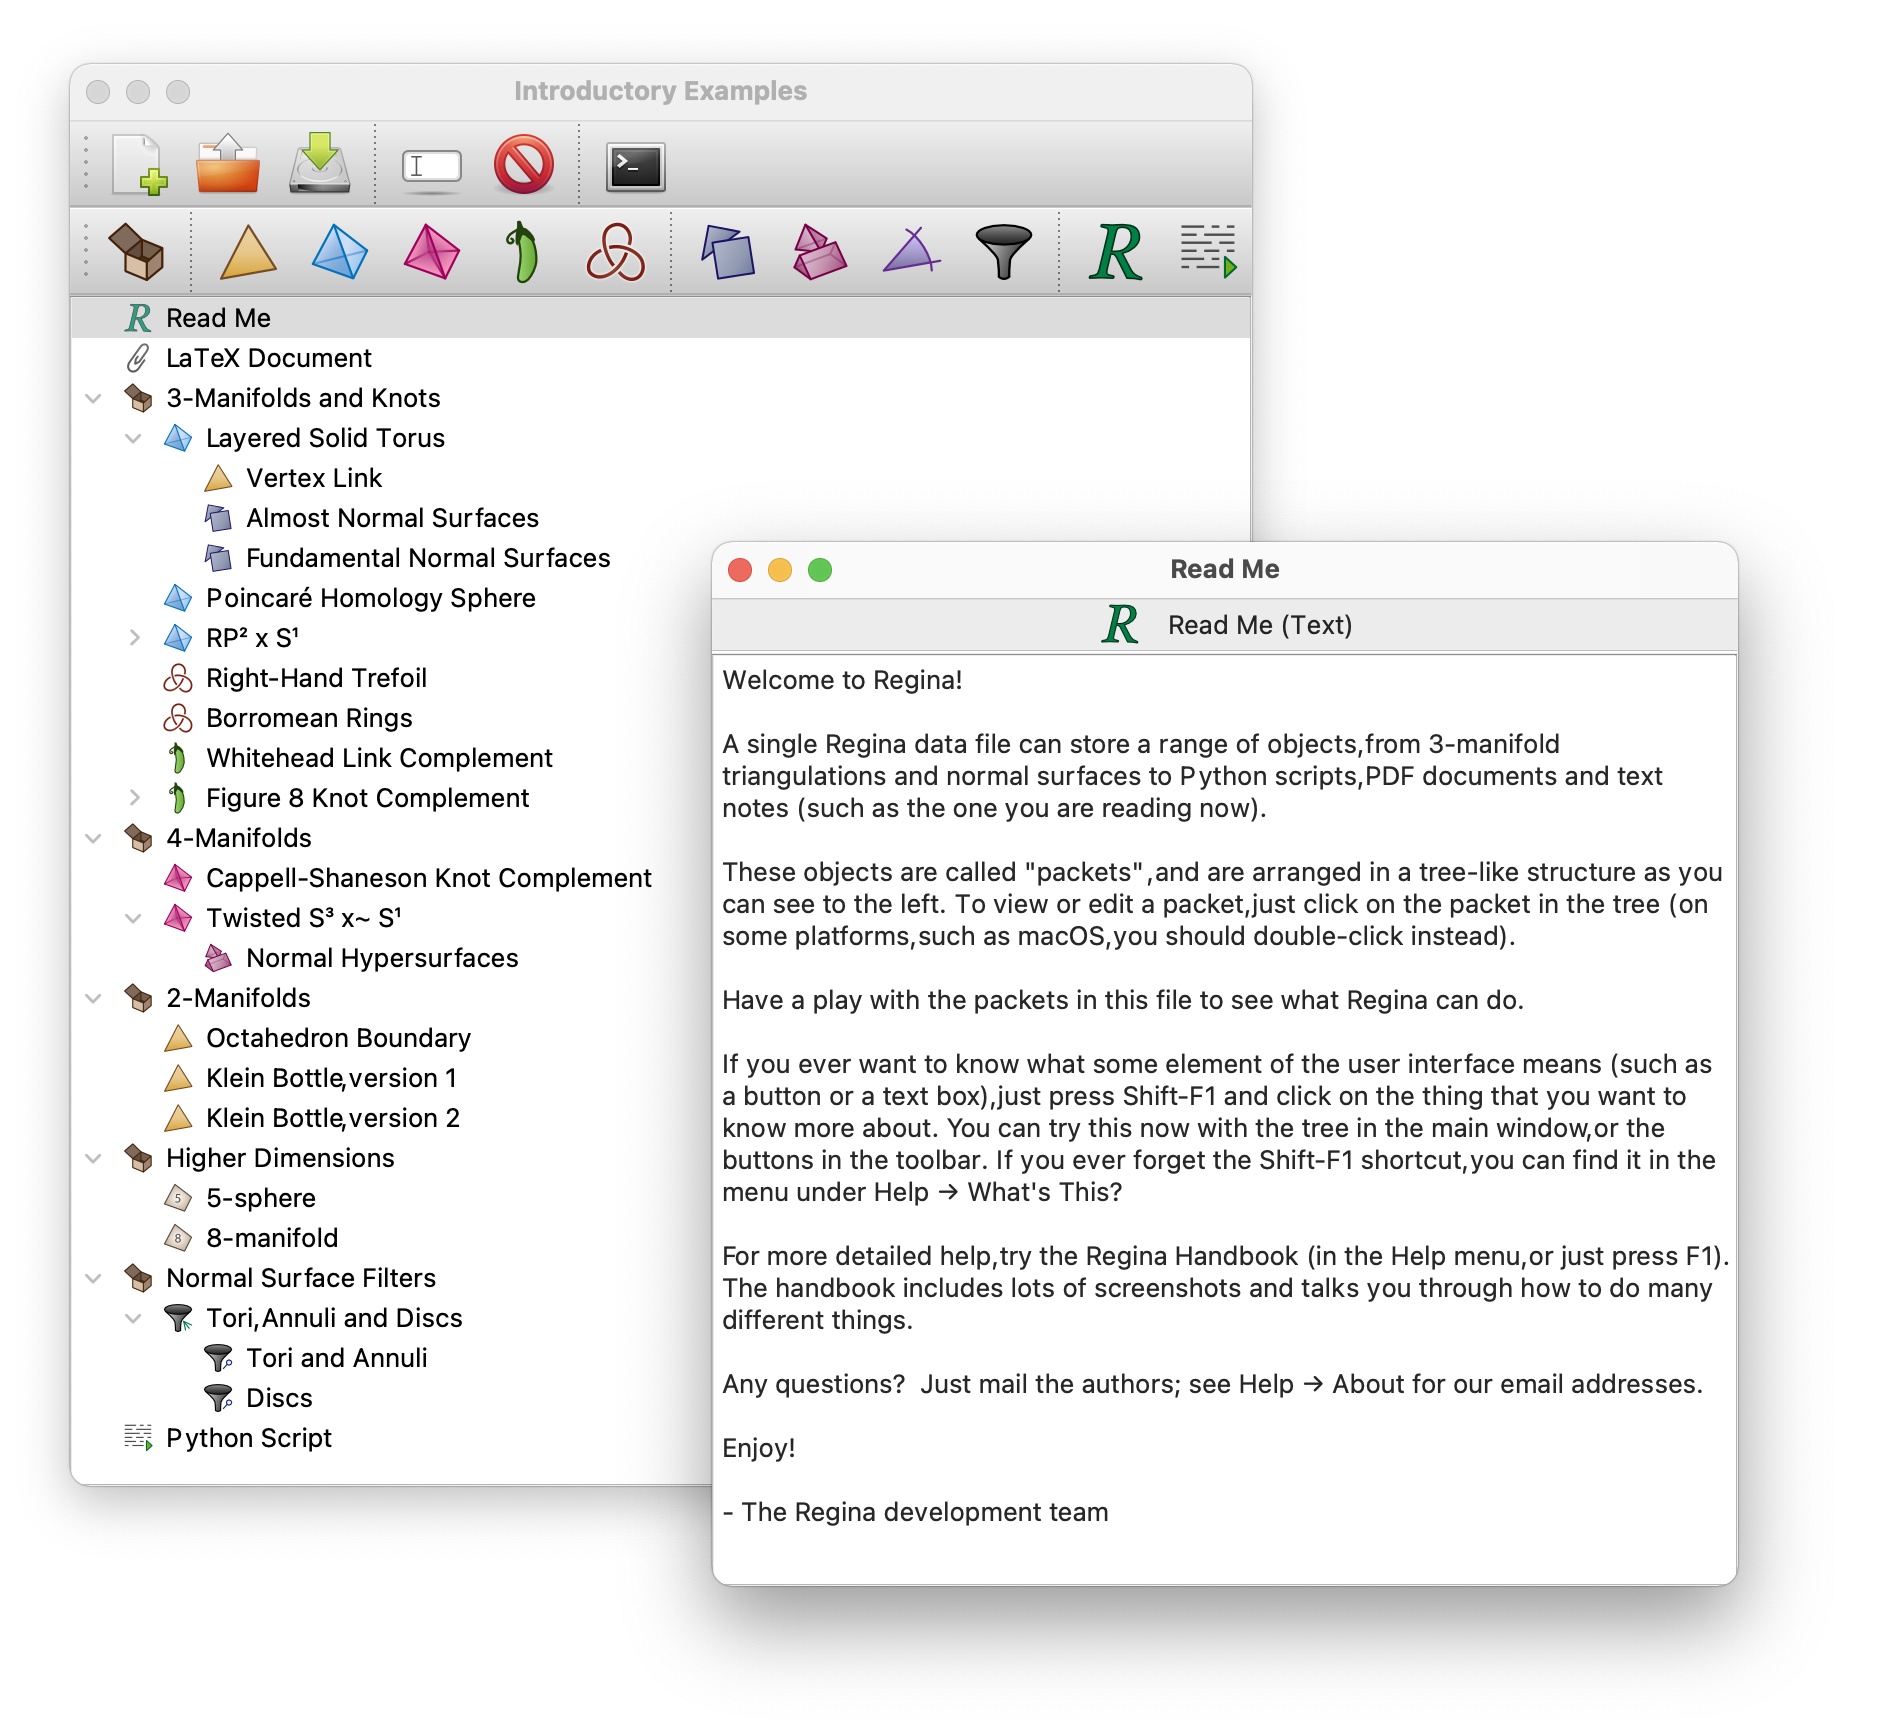 Introductory Examples
Read Me
LaTeX Document
3-Manifolds and Knots
Layered Solid Torus
Vertex Link
Almost Normal Surfaces
Fundamental Normal Surfaces
Poincaré Homology Sphere
RP² x S¹
Right-Hand Trefoil
Borromean Rings
Whitehead Link Complement
Figure 8 Knot Complement
4-Manifolds
Cappell-Shaneson Knot Complement
Twisted S³ x~ S¹
Normal Hypersurfaces
2-Manifolds
Octahedron Boundary
Klein Bottle,version 1
Klein Bottle,version 2
Higher Dimensions
5 5-sphere
8 8-manifold
Normal Surface Filters
Tori,Annuli and Discs
Tori and Annuli
Discs
Python Script
Read Me
R Read Me (Text)
Welcome to Regina!
A single Regina data file can store a range of objects,from 3-manifold
triangulations and normal surfaces to Python scripts,PDF documents and text
notes (such as the one you are reading now).
These objects are called "packets",and are arranged in a tree-like structure as you
can see to the left. To view or edit a packet,just click on the packet in the tree (on
some platforms,such as macOS,you should double-click instead).
Have a play with the packets in this file to see what Regina can do.
If you ever want to know what some element of the user interface means (such as
a button or a text box),just press Shift-F1 and click on the thing that you want to
know more about. You can try this now with the tree in the main window,or the
buttons in the toolbar. If you ever forget the Shift-F1 shortcut,you can find it in the
menu under Help → What's This?
For more detailed help,try the Regina Handbook (in the Help menu,or just press F1).
The handbook includes lots of screenshots and talks you through how to do many
different things.
Any questions?  Just mail the authors; see Help → About for our email addresses.
Enjoy!
- The Regina development team